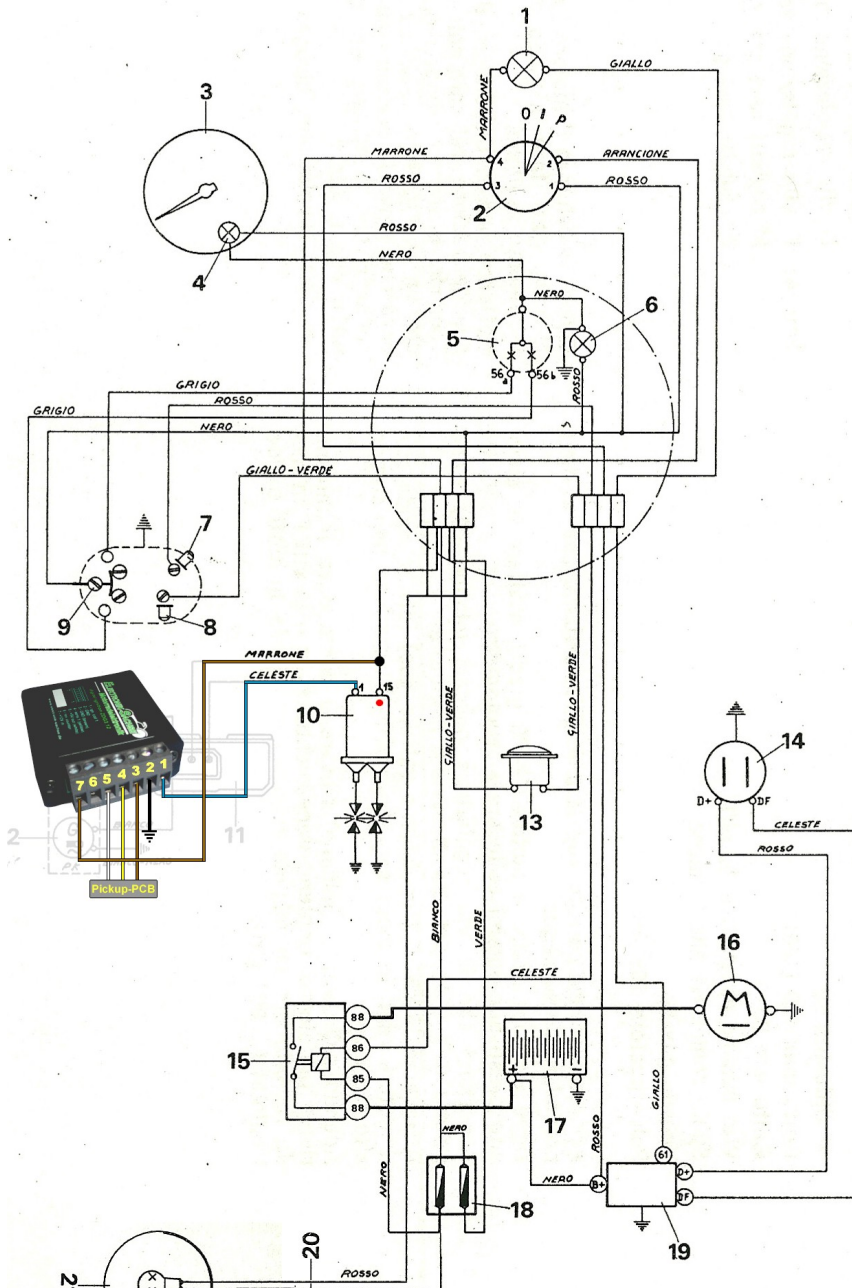 1
GIALLO
3
MARRONE
0 1 P
MARRONE
4
2
ARANCIONE
ROSSO
3
1
ROSSO
2
ROSSO
4
NERO
NERO
6
5
56a
56b
ROSSO
GRIGIO
ROSSO
GRIGIO
NERO
GIALLO-VERDE
7
9
8
MARRONE
CELESTE
1
15
10
GIALLO-VERDE
GIALLO-VERDE
14
7 6 5 4 3 2 1
D+
DF
13
CELESTE
2
11
ROSSO
Pickup-PCB
BIANCO
VERDE
16
CELESTE
M
88
15
86
85
88
+
-
17
GIALLO
ROSSO
NERO
61
NERO
NERO
B+
D+
DF
18
19
20
2
ROSSO